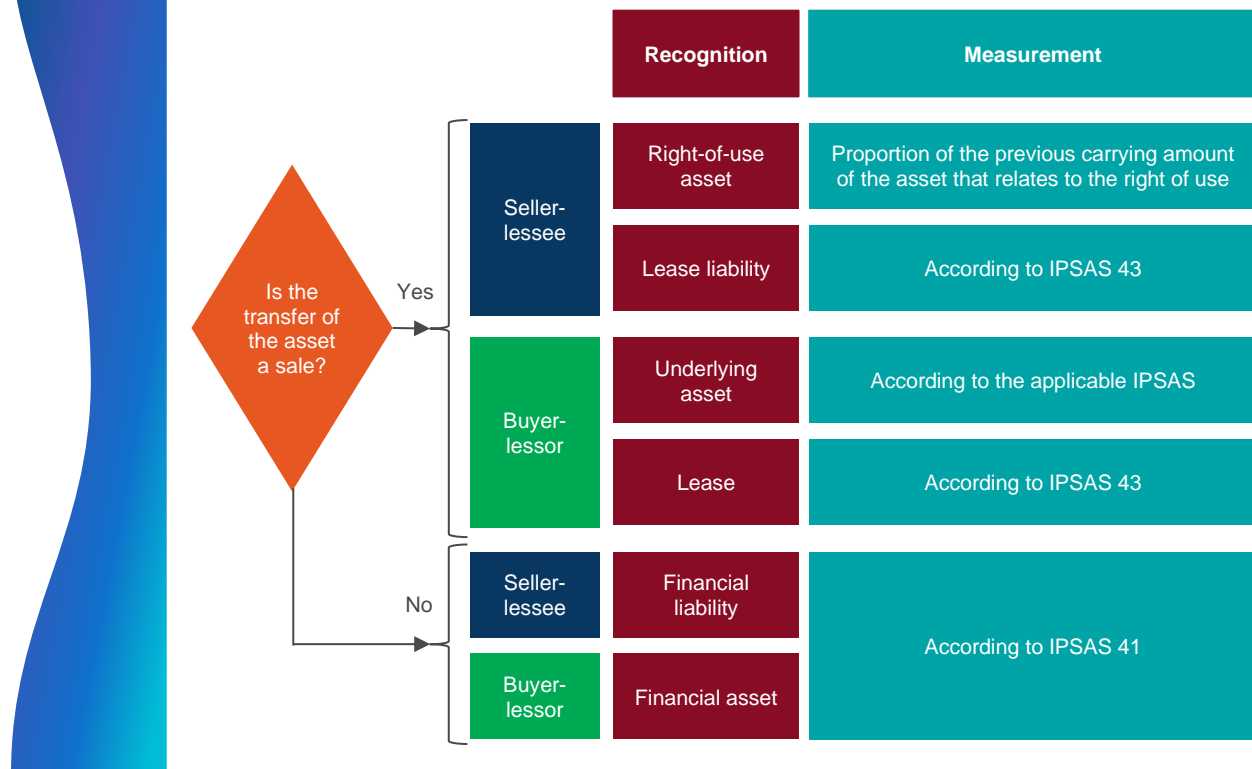 Recognition
Measurement
Is the
transfer of
the asset
a sale?
Yes
Seller-
lessee
Right-of-use
asset
Proportion of the previous carrying amount
of the asset that relates to the right of use
Lease liability
According to IPSAS 43
Buyer-
lessor
Underlying
asset
According to the applicable IPSAS
Lease
According to IPSAS 43
No
Seller-
lessee
Financial
liability
According to IPSAS 41
Buyer-
lessor
Financial asset